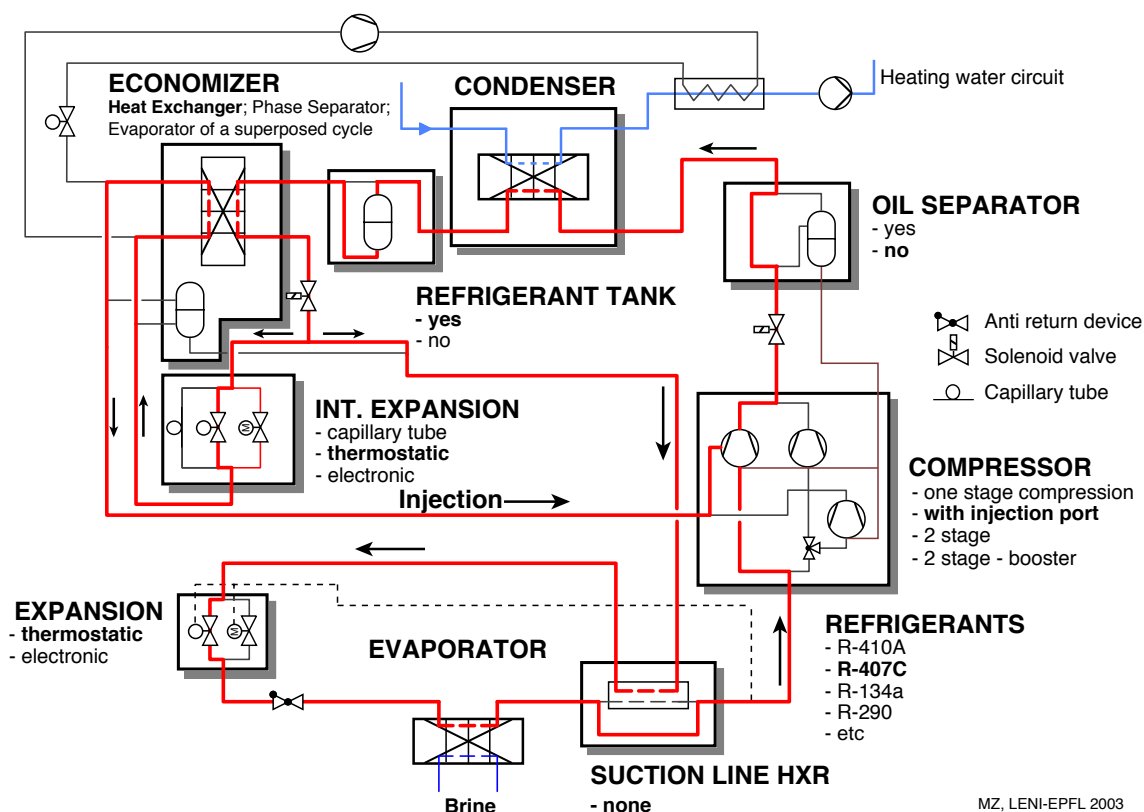 Heating water circuit
ECONOMIZER
Heat Exchanger; Phase Separator;
Evaporator of a superposed cycle
CONDENSER
OIL SEPARATOR
- yes
- no
REFRIGERANT TANK
- yes
- no
Anti return device
Solenoid valve
Capillary tube
INT. EXPANSION
- capillary tube
- thermostatic
- electronic
M
Injection
COMPRESSOR
- one stage compression
- with injection port
- 2 stage
- 2 stage - booster
EXPANSION
- thermostatic
- electronic
M
EVAPORATOR
REFRIGERANTS
- R-410A
- R-407C
- R-134a
- R-290
- etc
SUCTION LINE HXR
- none
Brine
MZ, LENI-EPFL 2003